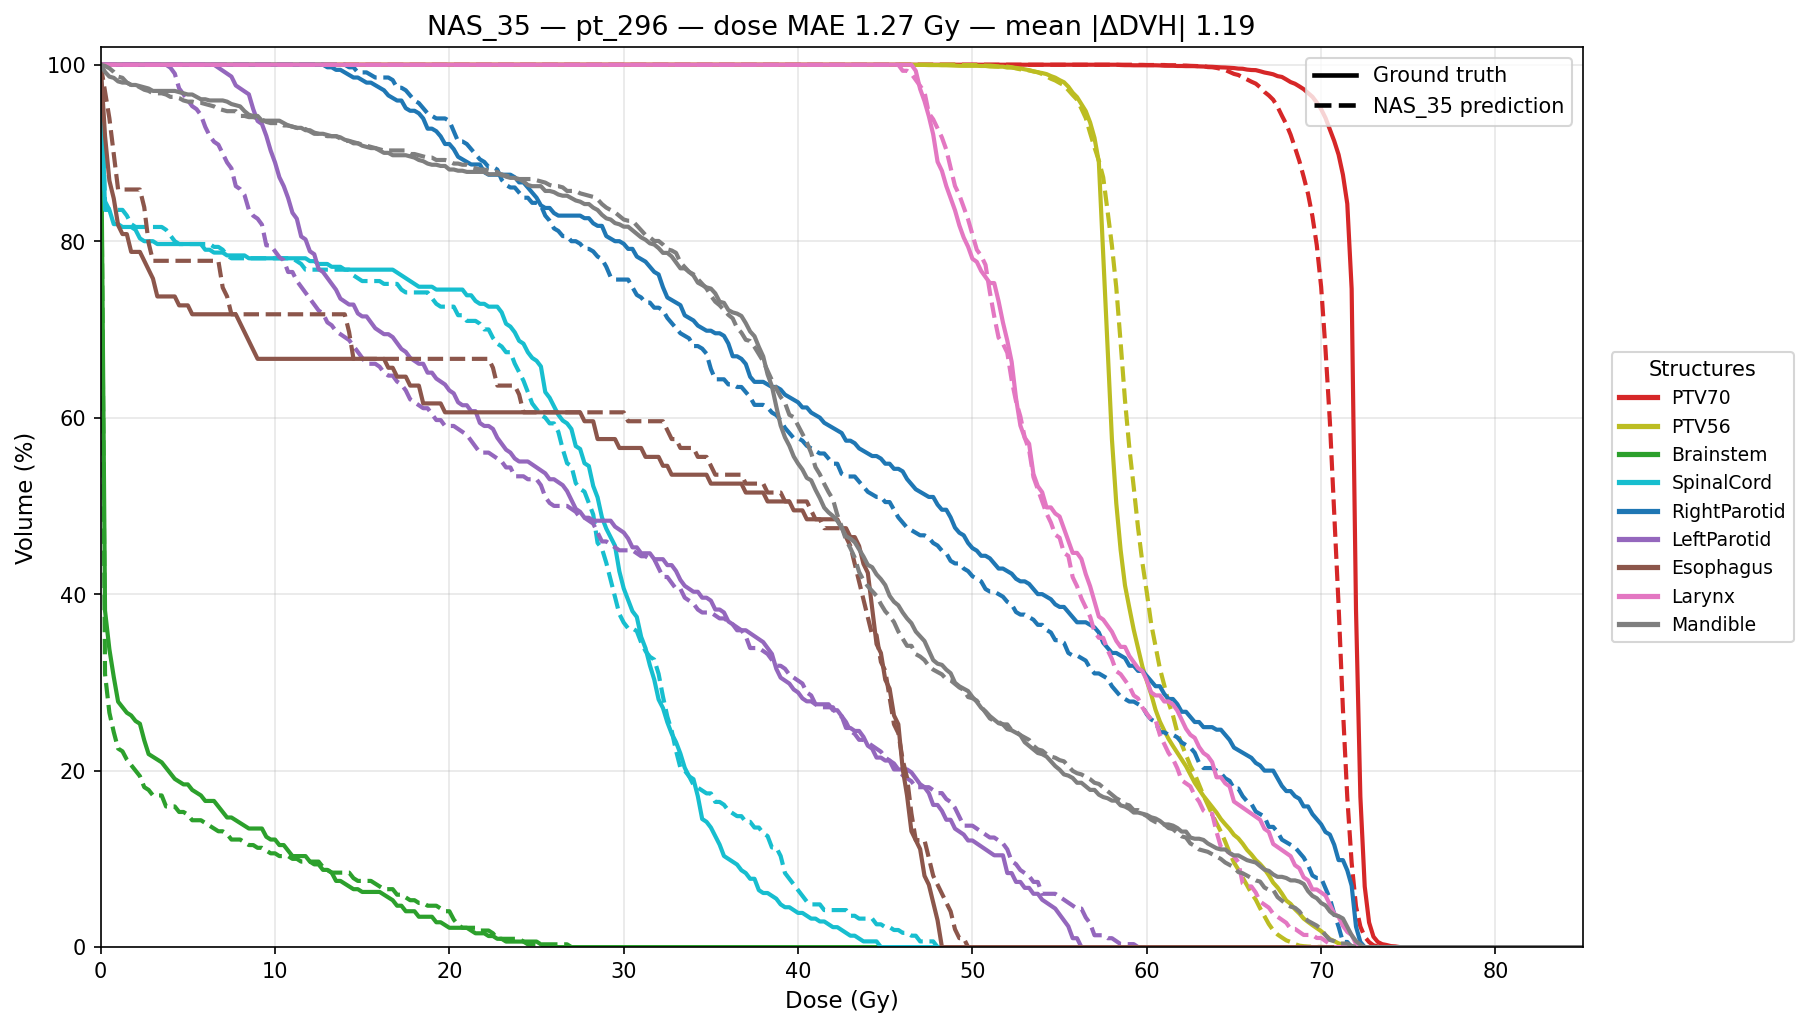 NAS_35 — pt_296 — dose MAE 1.27 Gy — mean |ΔDVH| 1.19
Ground truth
NAS_35 prediction
Volume (%)
100
80
60
40
20
0
0 10 20 30 40 50 60 70 80
Dose (Gy)
Structures
PTV70
PTV56
Brainstem
SpinalCord
RightParotid
LeftParotid
Esophagus
Larynx
Mandible